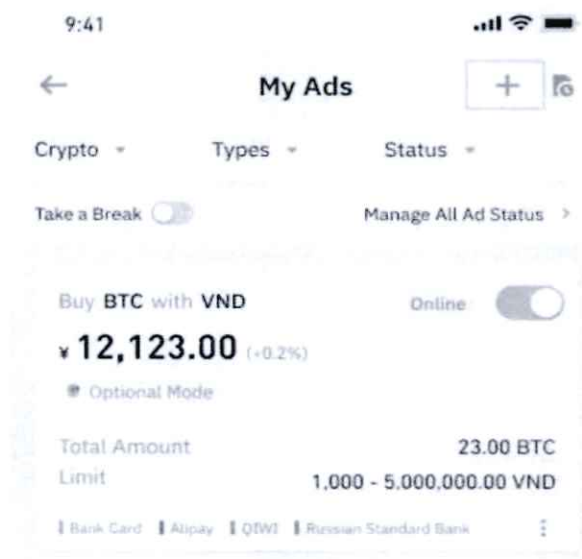 9:41
My Ads
Crypto Types Status
Take a Break Manage All Ad Status
Buy BTC with VND Online
¥ 12,123.00 (+0.2%)
Optional Mode
Total Amount 23.00 BTC
Limit 1,000 - 5,000,000.00 VND
Bank Card Alipay QIWI Russian Standard Bank